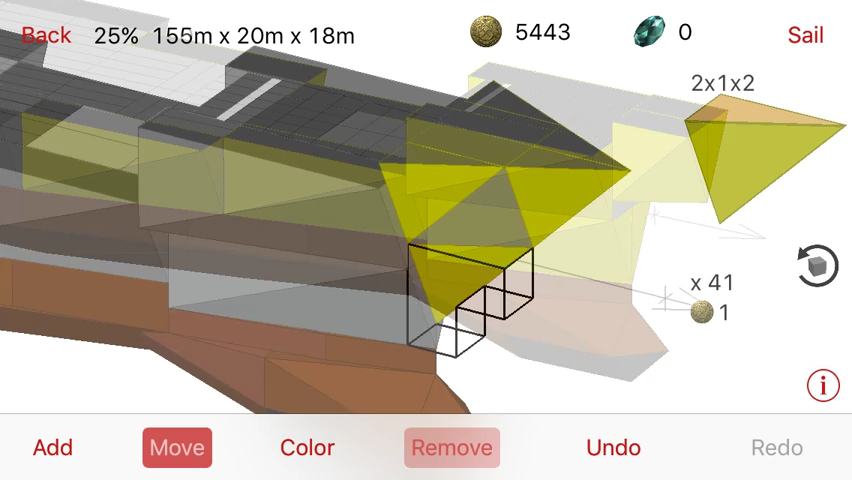 Back 25% 155m x 20m x 18m 5443 0 Sail
2x1x2
x 41
1
i
Add Move Color Remove Undo Redo